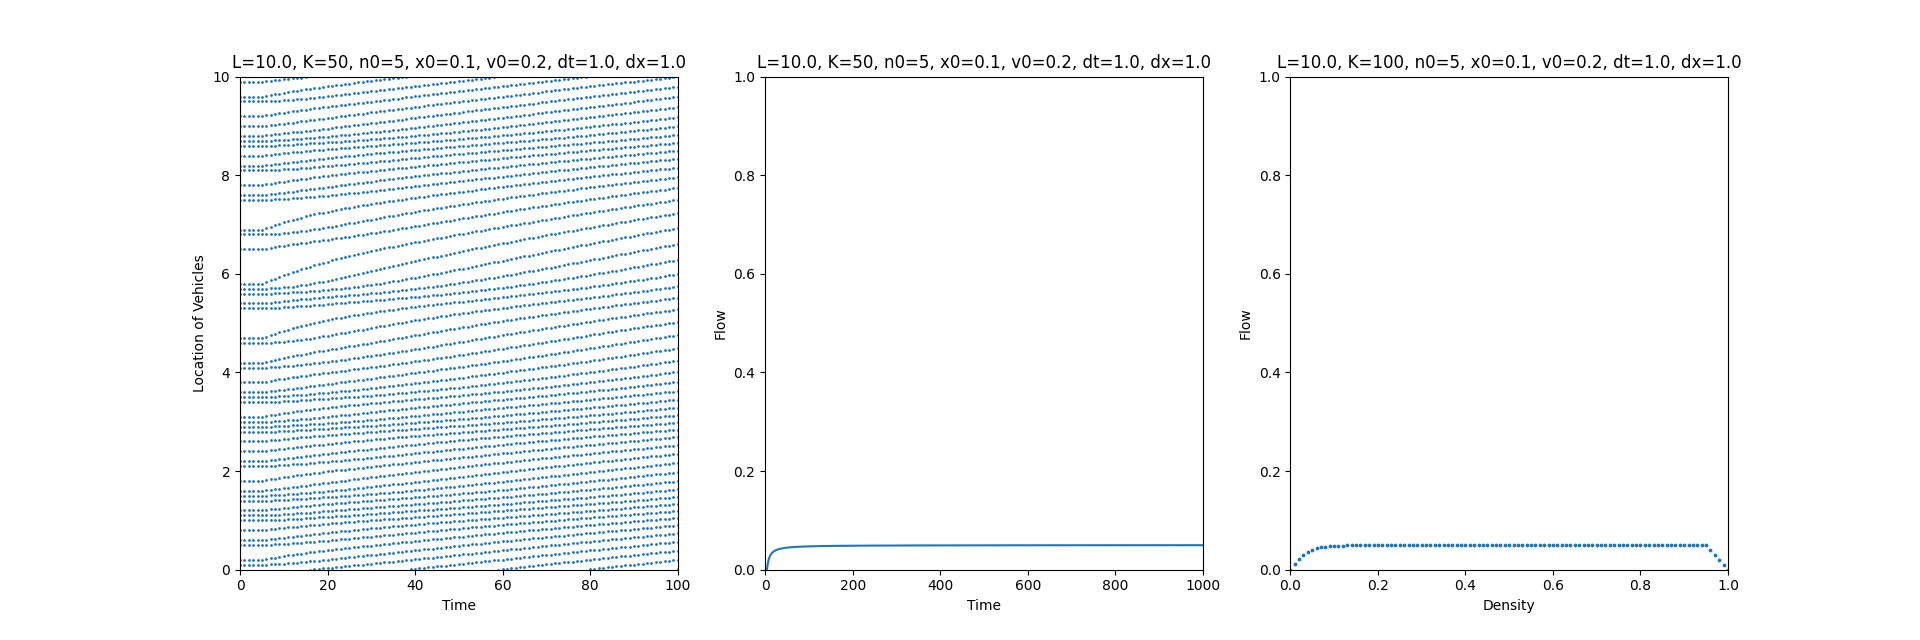 L=10.0, K=50, n0=5, x0=0.1, v0=0.2, dt=1.0, dx=1.0
10
8
6
4
2
0
Location of Vehicles
0 20 40 60 80 100
Time
L=10.0, K=50, n0=5, x0=0.1, v0=0.2, dt=1.0, dx=1.0
1.0
0.8
0.6
0.4
0.2
0.0
Flow
0 200 400 600 800 1000
Time
L=10.0, K=100, n0=5, x0=0.1, v0=0.2, dt=1.0, dx=1.0
1.0
0.8
0.6
0.4
0.2
0.0
Flow
0.0 0.2 0.4 0.6 0.8 1.0
Density